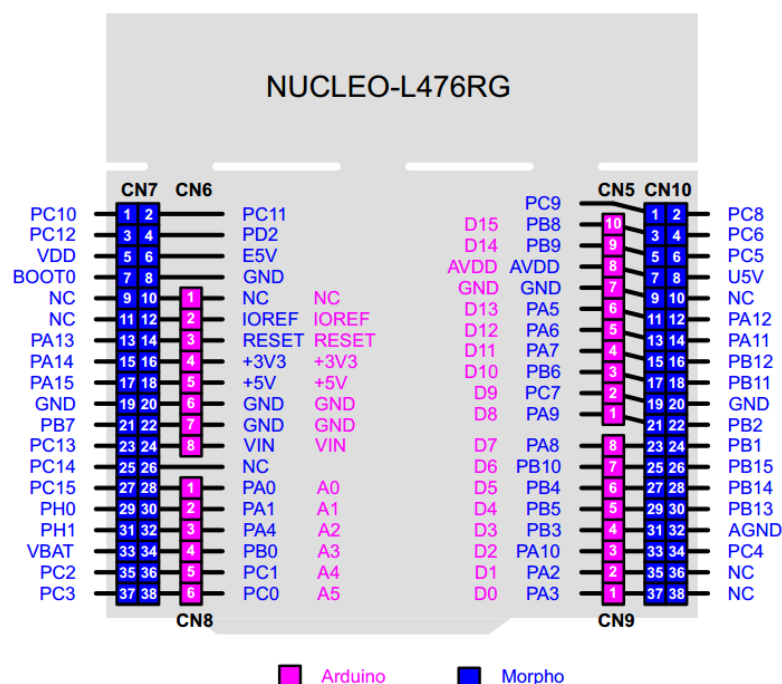 NUCLEO-L476RG
CN7 CN6 CN5 CN10
PC9
PC10 1 2 PC11 D15 PB8 10 1 2 PC8
PC12 3 4 PD2 D14 PB9 9 3 4 PC6
VDD 5 6 E5V AVDD AVDD 8 5 6 PC5
BOOT0 7 8 GND GND GND 7 7 8 U5V
NC 9 10 1 NC NC D13 PA5 6 9 10 NC
NC 11 12 2 IOREF IOREF D12 PA6 5 11 12 PA12
PA13 13 14 3 RESET RESET D11 PA7 4 13 14 PA11
PA14 15 16 4 +3V3 +3V3 D10 PB6 3 15 16 PB12
PA15 17 18 5 +5V +5V D9 PC7 2 17 18 PB11
GND 19 20 6 GND GND D8 PA9 1 19 20 GND
PB7 21 22 7 GND GND 21 22 PB2
PC13 23 24 8 VIN VIN D7 PA8 8 23 24 PB1
PC14 25 26 NC D6 PB10 7 25 26 PB15
PC15 27 28 1 PA0 A0 D5 PB4 6 27 28 PB14
PH0 29 30 2 PA1 A1 D4 PB5 5 29 30 PB13
PH1 31 32 3 PA4 A2 D3 PB3 4 31 32 AGND
VBAT 33 34 4 PB0 A3 D2 PA10 3 33 34 PC4
PC2 35 36 5 PC1 A4 D1 PA2 2 35 36 NC
PC3 37 38 6 PC0 A5 D0 PA3 1 37 38 NC
CN8 CN9
Arduino Morpho